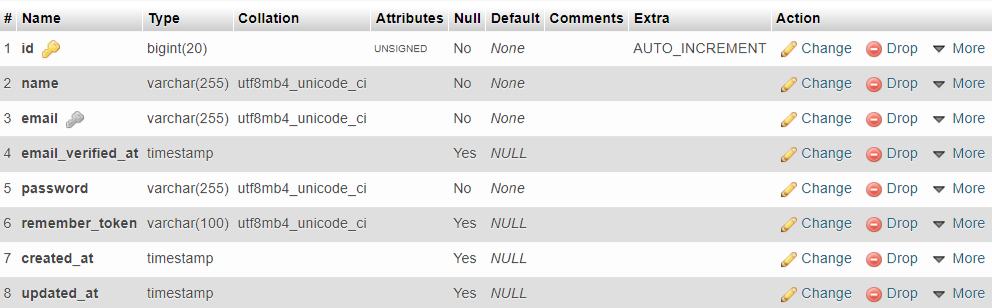 # Name Type Collation Attributes Null Default Comments Extra Action
1 id bigint(20) UNSIGNED No None AUTO_INCREMENT Change Drop More
2 name varchar(255) utf8mb4_unicode_ci No None Change Drop More
3 email varchar(255) utf8mb4_unicode_ci No None Change Drop More
4 email_verified_at timestamp Yes NULL Change Drop More
5 password varchar(255) utf8mb4_unicode_ci No None Change Drop More
6 remember_token varchar(100) utf8mb4_unicode_ci Yes NULL Change Drop More
7 created_at timestamp Yes NULL Change Drop More
8 updated_at timestamp Yes NULL Change Drop More